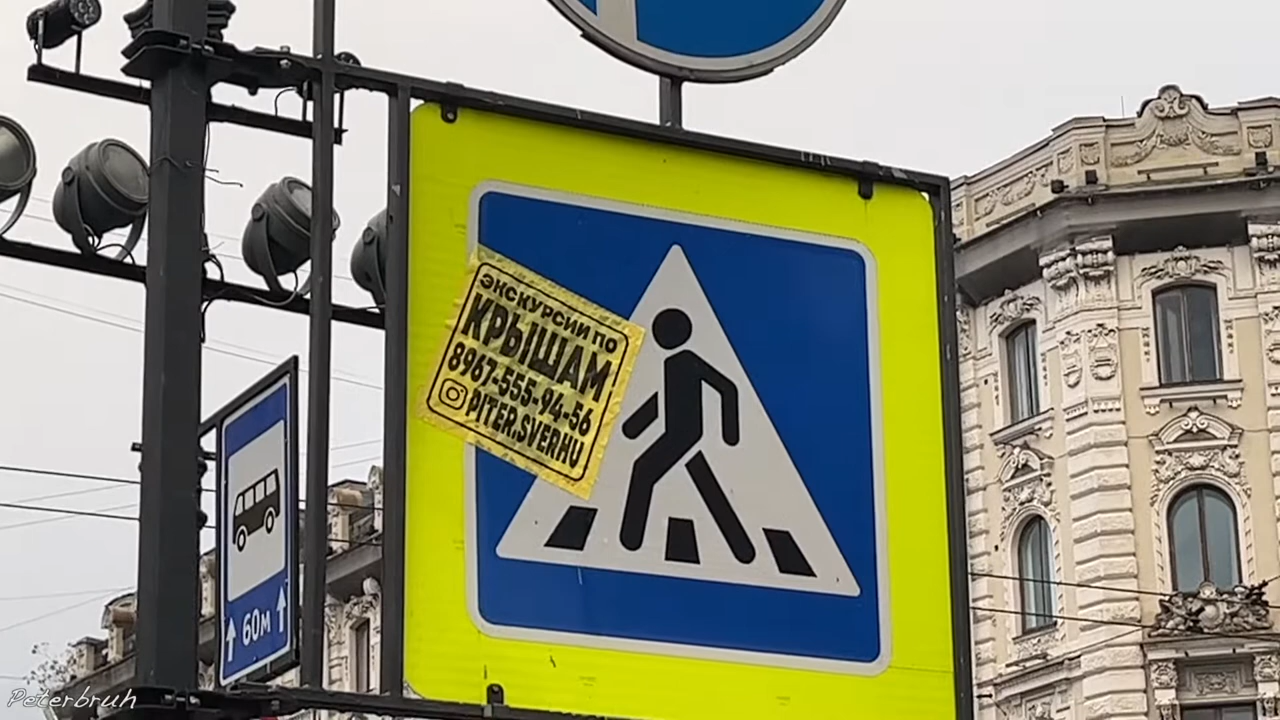 ЭКСКУРСИИ ПО
КРЫШАМ
8967-555-94-56
PITER.SVERHU
60м
Peterbruh